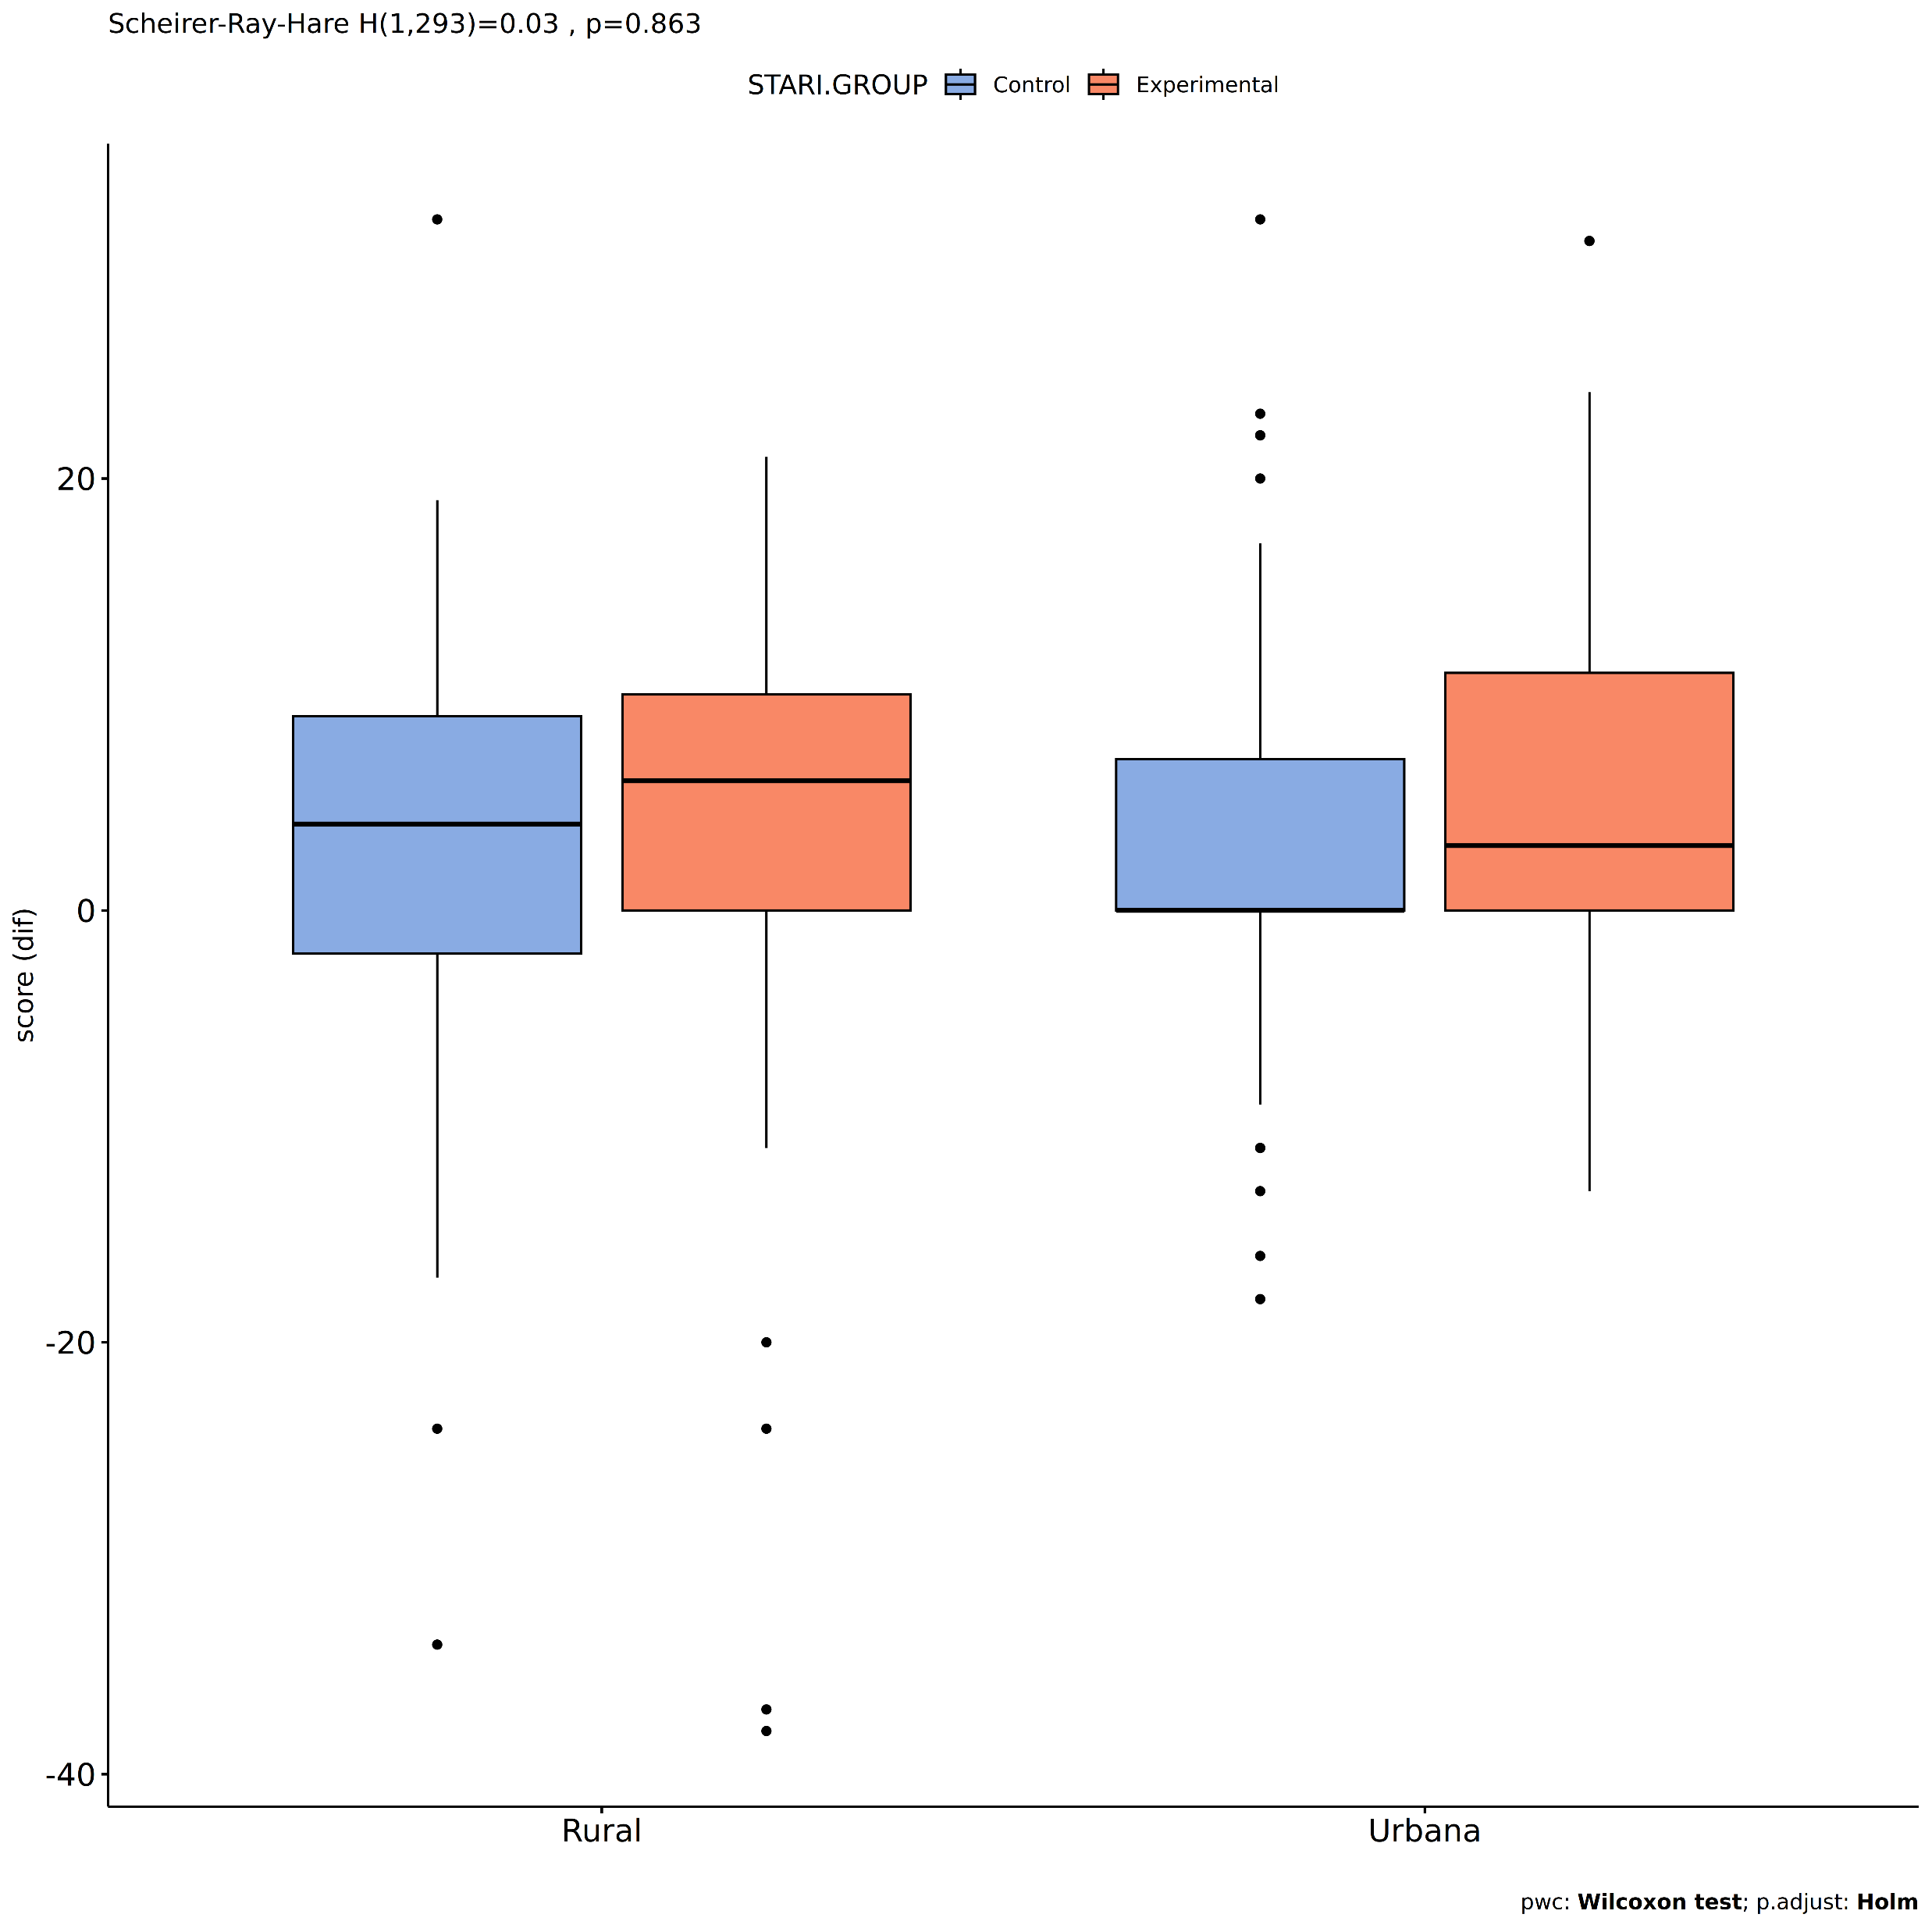 Scheirer-Ray-Hare H(1,293)=0.03 , p=0.863
STARI.GROUP Control Experimental
20
0
-20
-40
score (dif)
Rural Urbana
pwc: Wilcoxon test; p.adjust: Holm